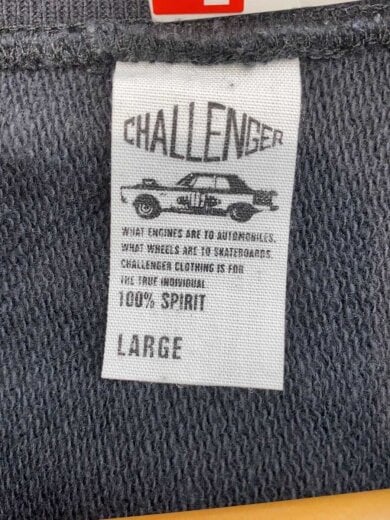 CHALLENGER
WHAT ENGINES ARE TO AUTOMOBILES,
WHAT WHEELS ARE TO SKATEBOARDS,
CHALLENGER CLOTHING IS FOR
THE TRUE INDIVIDUAL
100% SPIRIT
LARGE